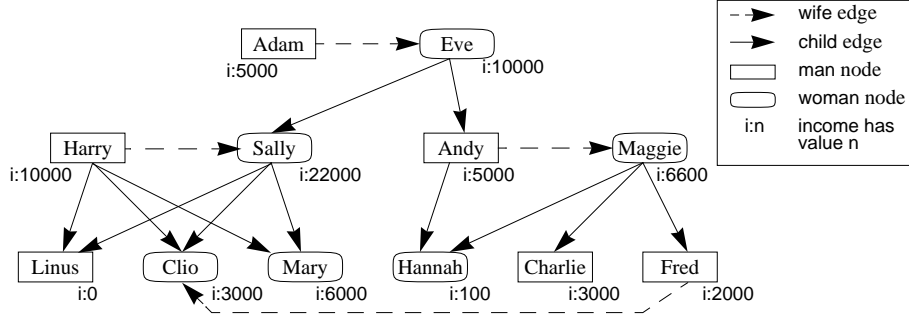 Adam
Eve
i:5000
i:10000
Harry
Sally
Andy
Maggie
i:10000
i:22000
i:5000
i:6600
Linus
Clio
Mary
Hannah
Charlie
Fred
i:0
i:3000
i:6000
i:100
i:3000
i:2000
wife edge
child edge
man node
woman node
i:n income has
value n